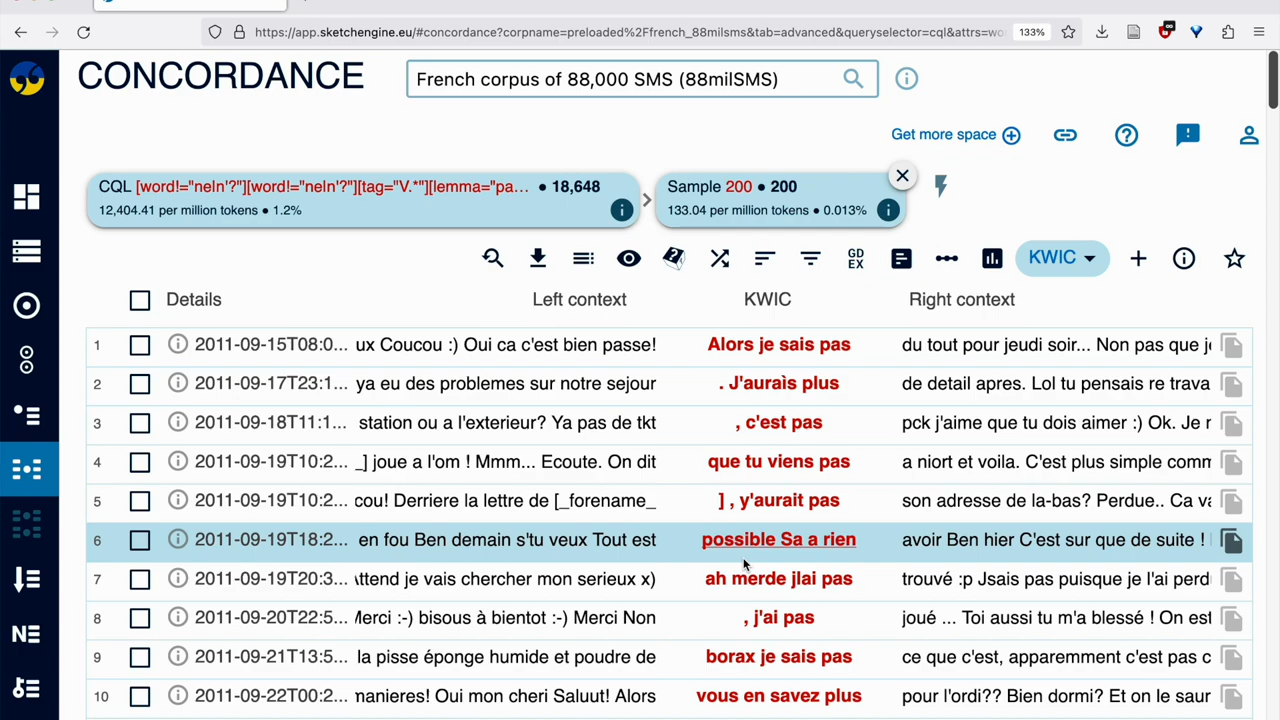 https://app.sketchengine.eu/#concordance?corpname=preloaded%2Ffrench_88milsms&tab=advanced&queryselector=cql&attrs=wo
133%
CONCORDANCE
French corpus of 88,000 SMS (88milSMS)
Get more space
CQL [word!="ne|n'?"][word!="ne|n'?"][tag="V.*"][lemma="pa... • 18,648
12,404.41 per million tokens • 1.2%
Sample 200 • 200
133.04 per million tokens • 0.013%
GD
EX
KWIC
Details Left context KWIC Right context
1 2011-09-15T08:0... ux Coucou :) Oui ca c'est bien passe! Alors je sais pas du tout pour jeudi soir... Non pas que j
2 2011-09-17T23:1... ya eu des problemes sur notre sejour . J'auraìs plus de detail apres. Lol tu pensais re trava
3 2011-09-18T11:1... station ou a l'exterieur? Ya pas de tkt , c'est pas pck j'aime que tu dois aimer :) Ok. Je r
4 2011-09-19T10:2... _] joue a l'om ! Mmm... Ecoute. On dit que tu viens pas a niort et voila. C'est plus simple comm
5 2011-09-19T10:2... cou! Derriere la lettre de [_forename_ ] , y'aurait pas son adresse de la-bas? Perdue.. Ca va
6 2011-09-19T18:2... en fou Ben demain s'tu veux Tout est possible Sa a rien avoir Ben hier C'est sur que de suite !
7 2011-09-19T20:3... Attend je vais chercher mon serieux x) ah merde jlai pas trouvé :p Jsais pas puisque je l'ai perd
8 2011-09-20T22:5... Merci :-) bisous à bientot :-) Merci Non , j'ai pas joué ... Toi aussi tu m'a blessé ! On est
9 2011-09-21T13:5... la pisse éponge humide et poudre de borax je sais pas ce que c'est, apparemment c'est pas c
10 2011-09-22T00:2... nanieres! Oui mon cheri Saluut! Alors vous en savez plus pour l'ordi?? Bien dormi? Et on le saur